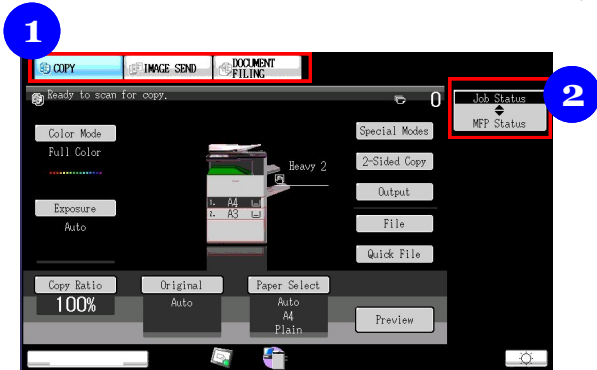 1
COPY
IMAGE SEND
DOCUMENT
FILING
2
Ready to scan for copy.
0
Job Status
MFP Status
Color Mode
Full Color
Special Modes
Heavy 2
2-Sided Copy
Output
1. A4
2. A3
Exposure
Auto
File
Quick File
Copy Ratio
100%
Original
Auto
Paper Select
Auto
A4
Plain
Preview